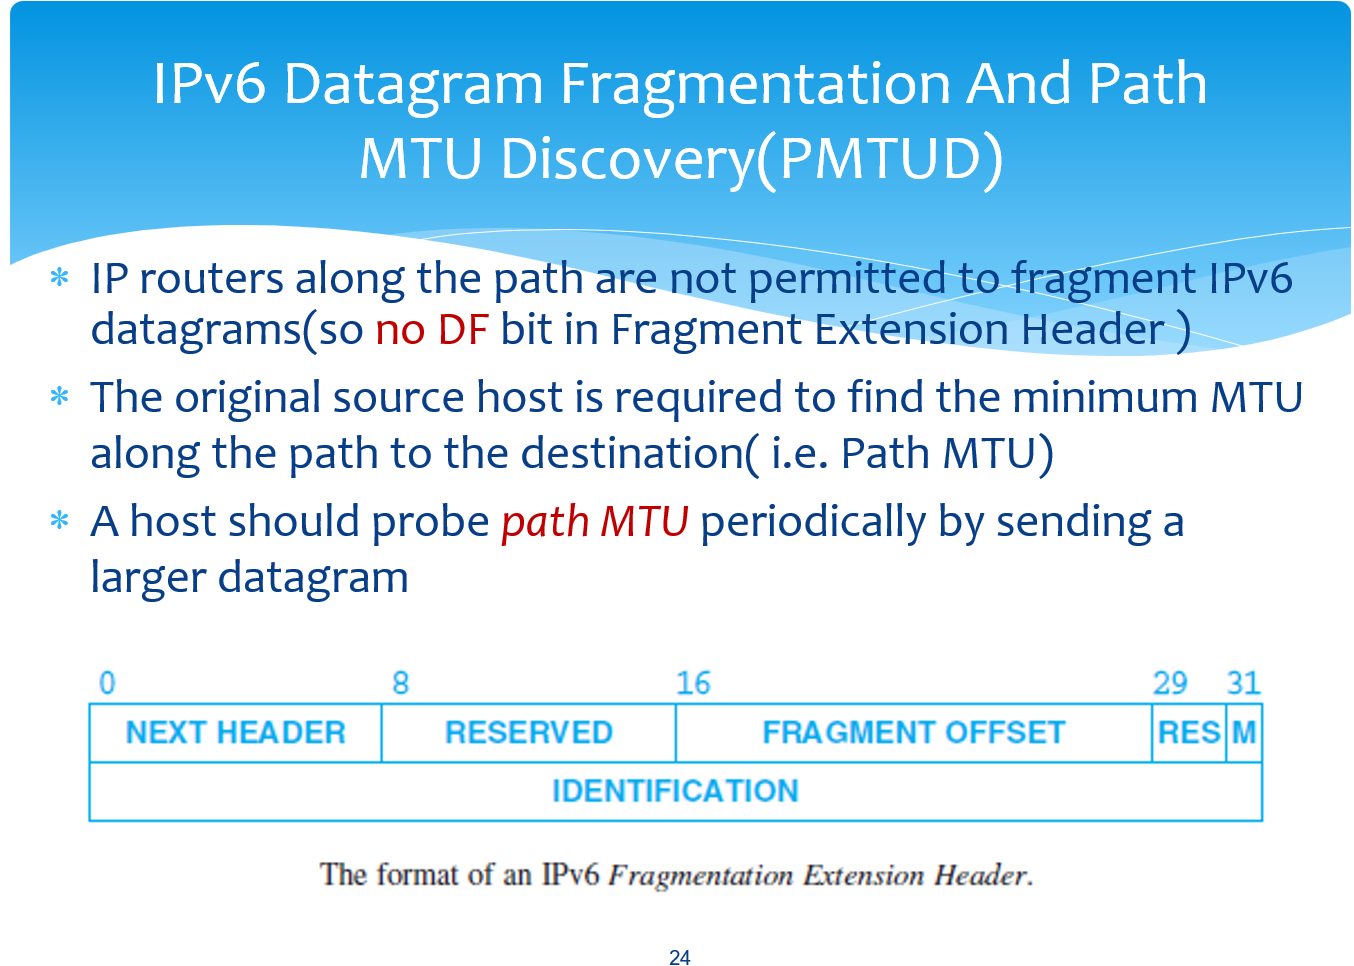 IPv6 Datagram Fragmentation And Path
MTU Discovery(PMTUD)
* IP routers along the path are not permitted to fragment IPv6
datagrams(so no DF bit in Fragment Extension Header )
* The original source host is required to find the minimum MTU
along the path to the destination( i.e. Path MTU)
* A host should probe path MTU periodically by sending a
larger datagram
0 8 16 29 31
NEXT HEADER RESERVED FRAGMENT OFFSET RES M
IDENTIFICATION
The format of an IPv6 Fragmentation Extension Header.
24